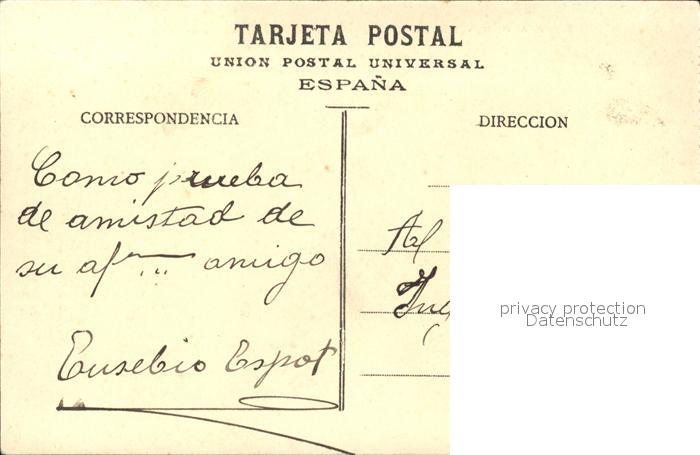 TARJETA POSTAL
UNION POSTAL UNIVERSAL
ESPAÑA
CORRESPONDENCIA
DIRECCION
Como prueba
de amistad de
su af... amigo
Eusebio Espot
Al
privacy protection
Datenschutz